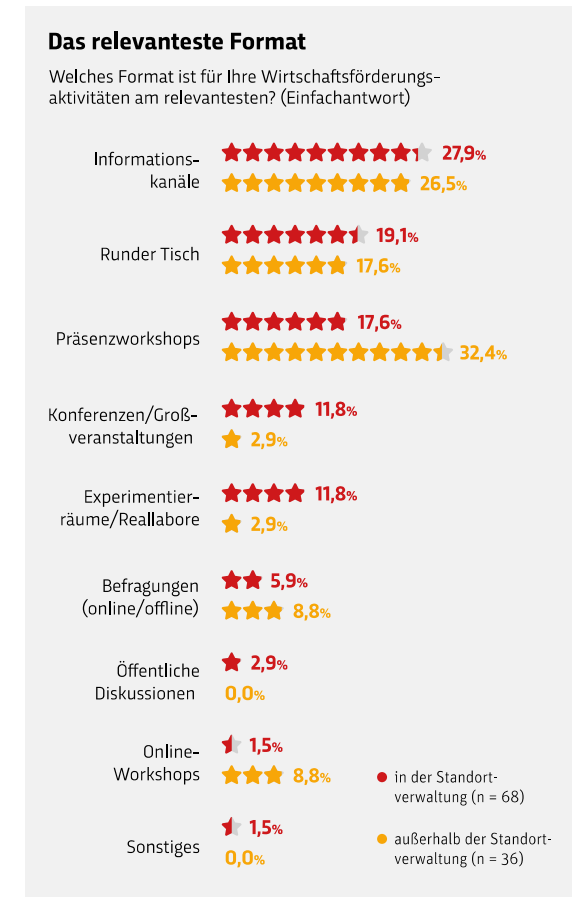 Das relevanteste Format
Welches Format ist für Ihre Wirtschaftsförderungs-
aktivitäten am relevantesten? (Einfachantwort)
Informations-
kanäle
27,9%
26,5%
Runder Tisch
19,1%
17,6%
Präsenzworkshops
17,6%
32,4%
Konferenzen/Groß-
veranstaltungen
11,8%
2,9%
Experimentier-
räume/Reallabore
11,8%
2,9%
Befragungen
(online/offline)
5,9%
8,8%
Öffentliche
Diskussionen
2,9%
0,0%
Online-
Workshops
1,5%
8,8%
Sonstiges
1,5%
0,0%
in der Standort-
verwaltung (n = 68)
außerhalb der Standort-
verwaltung (n = 36)